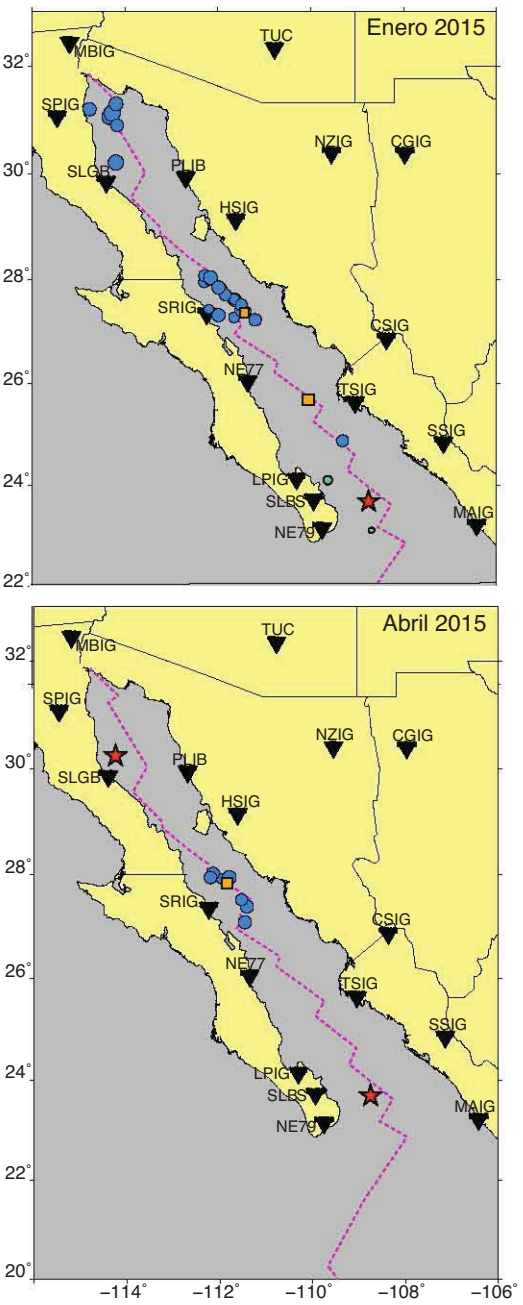 Enero 2015
TUC
MBIG
32°
SPIG
NZIG
CGIG
30°
SLGB
PLIB
HSIG
28°
SRIG
CSIG
26°
NE77
TSIG
SSIG
24°
LPIG
SLBS
MAIG
NE79
22°
Abril 2015
TUC
MBIG
32°
SPIG
NZIG
CGIG
30°
SLGB
PLIB
HSIG
28°
SRIG
CSIG
26°
NE77
TSIG
SSIG
24°
LPIG
SLBS
MAIG
NE79
22°
20°
−114° −112° −110° −108° −106°